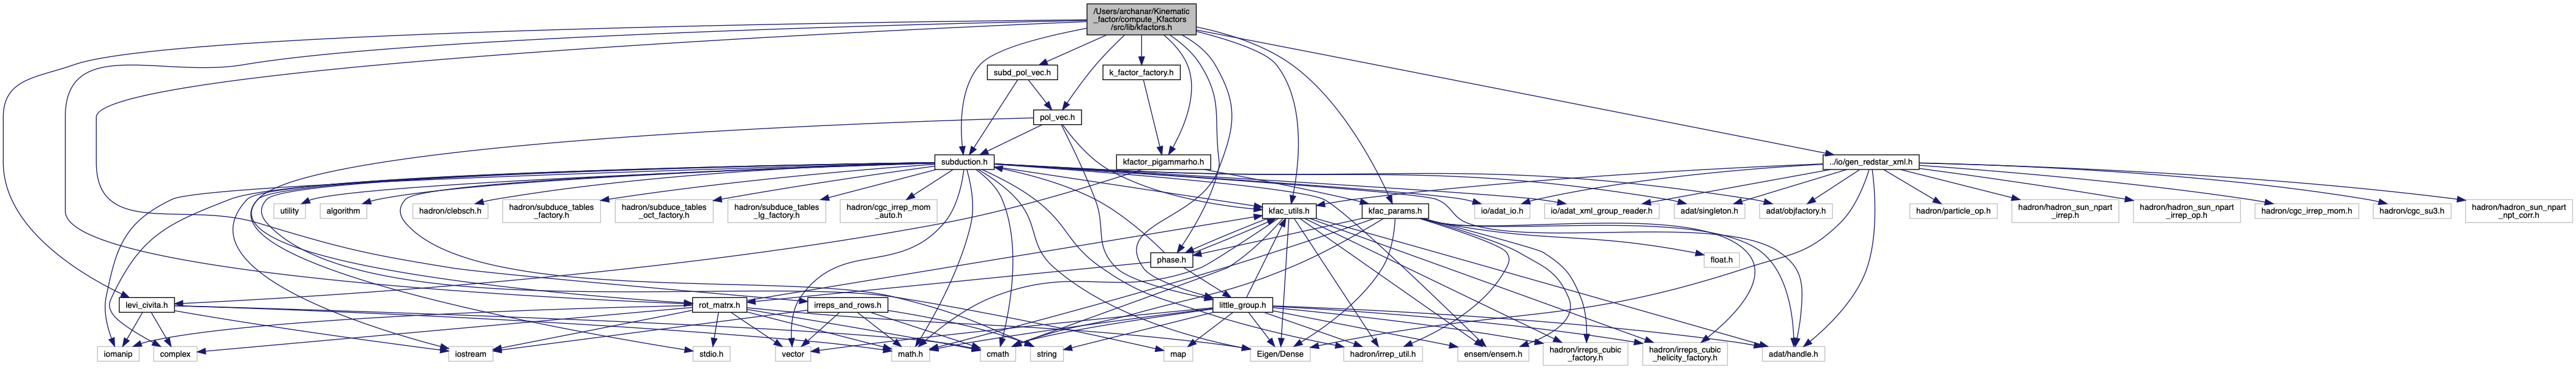 /Users/archanar/Kinematic
_factor/compute_Kfactors
/src/lib/kfactors.h
subd_pol_vec.h
k_factor_factory.h
pol_vec.h
subduction.h
kfactor_pigammarho.h
../io/gen_redstar_xml.h
utility
algorithm
hadron/clebsch.h
hadron/subduce_tables
_factory.h
hadron/subduce_tables
_oct_factory.h
hadron/subduce_tables
_lg_factory.h
hadron/cgc_irrep_mom
_auto.h
kfac_utils.h
kfac_params.h
io/adat_io.h
io/adat_xml_group_reader.h
adat/singleton.h
adat/objfactory.h
hadron/particle_op.h
hadron/hadron_sun_npart
_irrep.h
hadron/hadron_sun_npart
_irrep_op.h
hadron/cgc_irrep_mom.h
hadron/cgc_su3.h
hadron/hadron_sun_npart
_npt_corr.h
phase.h
float.h
levi_civita.h
rot_matrx.h
irreps_and_rows.h
little_group.h
iomanip
complex
iostream
stdio.h
vector
math.h
cmath
string
map
Eigen/Dense
hadron/irrep_util.h
ensem/ensem.h
hadron/irreps_cubic
_factory.h
hadron/irreps_cubic
_helicity_factory.h
adat/handle.h